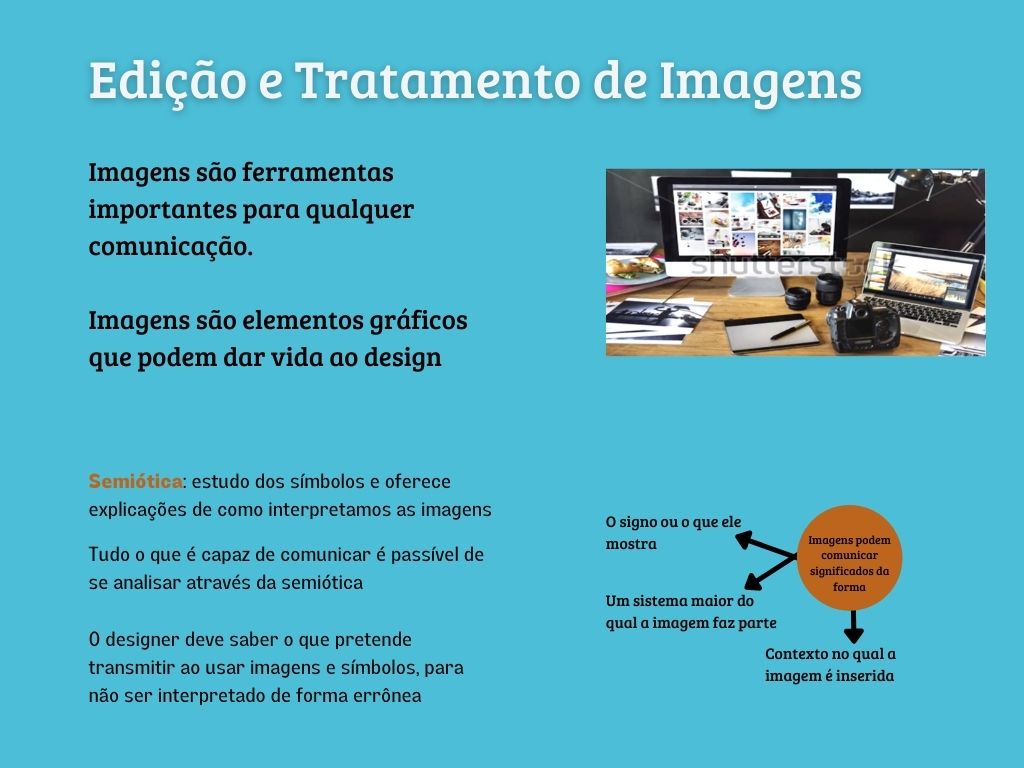 Edição e Tratamento de Imagens
Imagens são ferramentas
importantes para qualquer
comunicação.
Imagens são elementos gráficos
que podem dar vida ao design
shutterstock
Semiótica: estudo dos símbolos e oferece
explicações de como interpretamos as imagens
Tudo o que é capaz de comunicar é passível de
se analisar através da semiótica
O designer deve saber o que pretende
transmitir ao usar imagens e símbolos, para
não ser interpretado de forma errônea
O signo ou o que ele
mostra
Um sistema maior do
qual a imagem faz parte
Imagens podem
comunicar
significados da
forma
Contexto no qual a
imagem é inserida